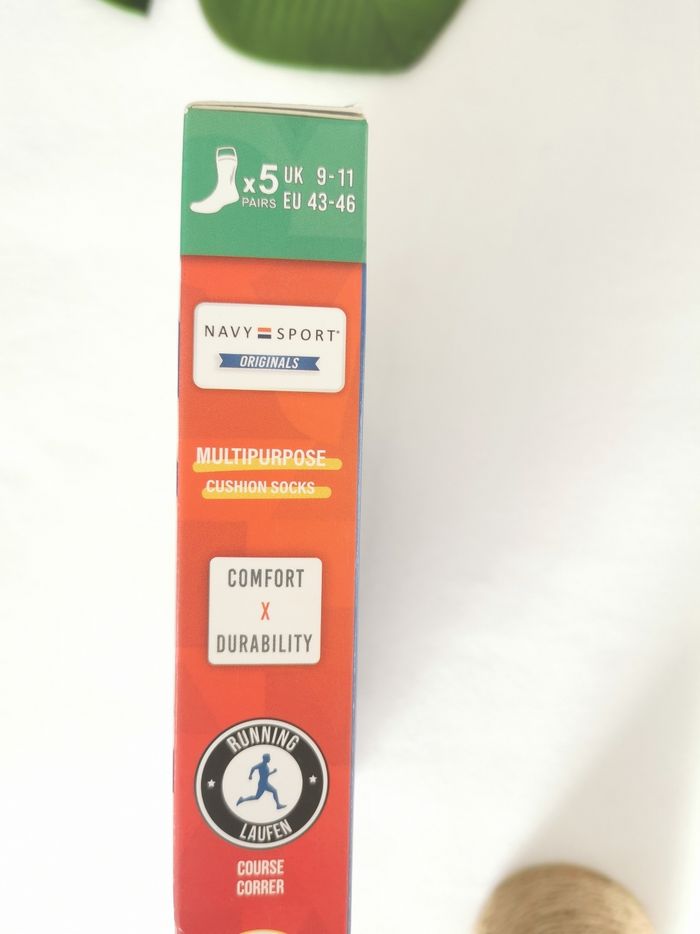 x5 UK 9-11
PAIRS EU 43-46
NAVY SPORT®
ORIGINALS
MULTIPURPOSE
CUSHION SOCKS
COMFORT
X
DURABILITY
RUNNING
LAUFEN
COURSE
CORRER